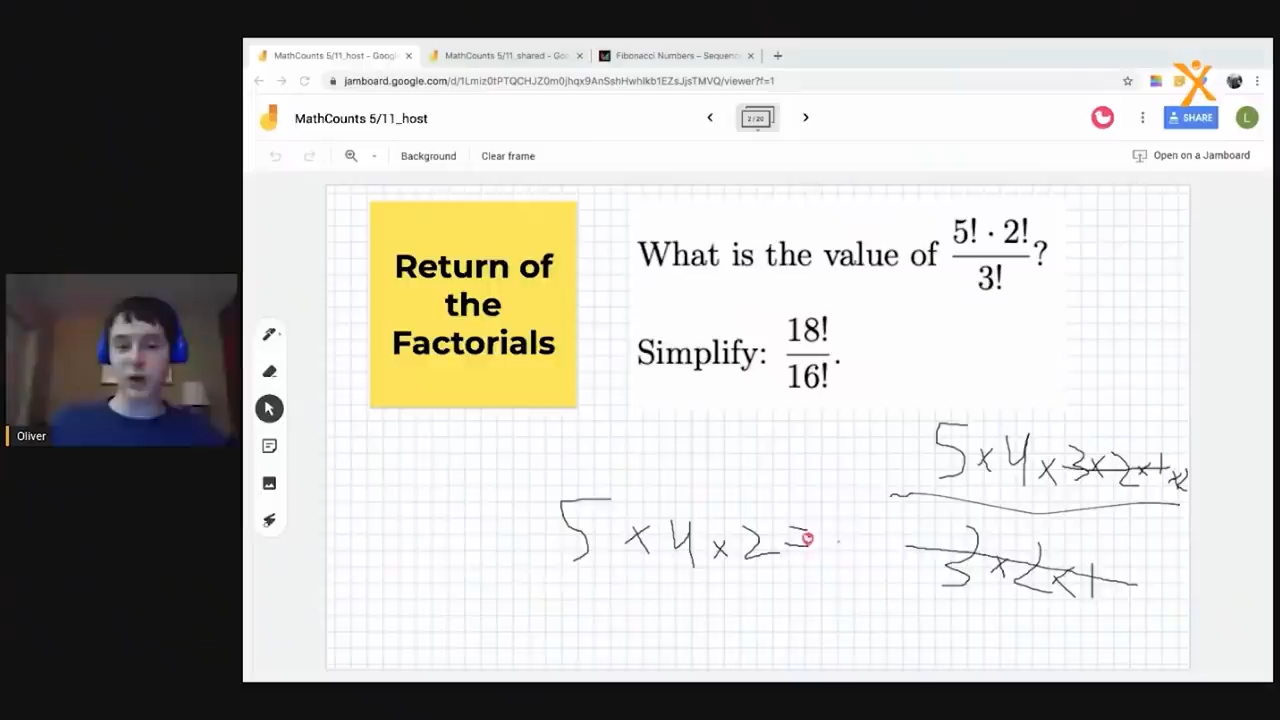 MathCounts 5/11_host - Googl
MathCounts 5/11_shared - Goo
Fibonacci Numbers – Sequenc
jamboard.google.com/d/1Lmiz0tPTQCHJZ0m0jhqx9AnSshHwhlkb1EZsJjsTMVQ/viewer?f=1
MathCounts 5/11_host
2 / 20
SHARE
L
Background
Clear frame
Open on a Jamboard
Return of
the
Factorials
What is the value of 5! · 2! / 3! ?
Simplify: 18! / 16! .
5 x 4 x 3 x 2 x 1 x 2
3 x 2 x 1
5 x 4 x 2 =
Oliver